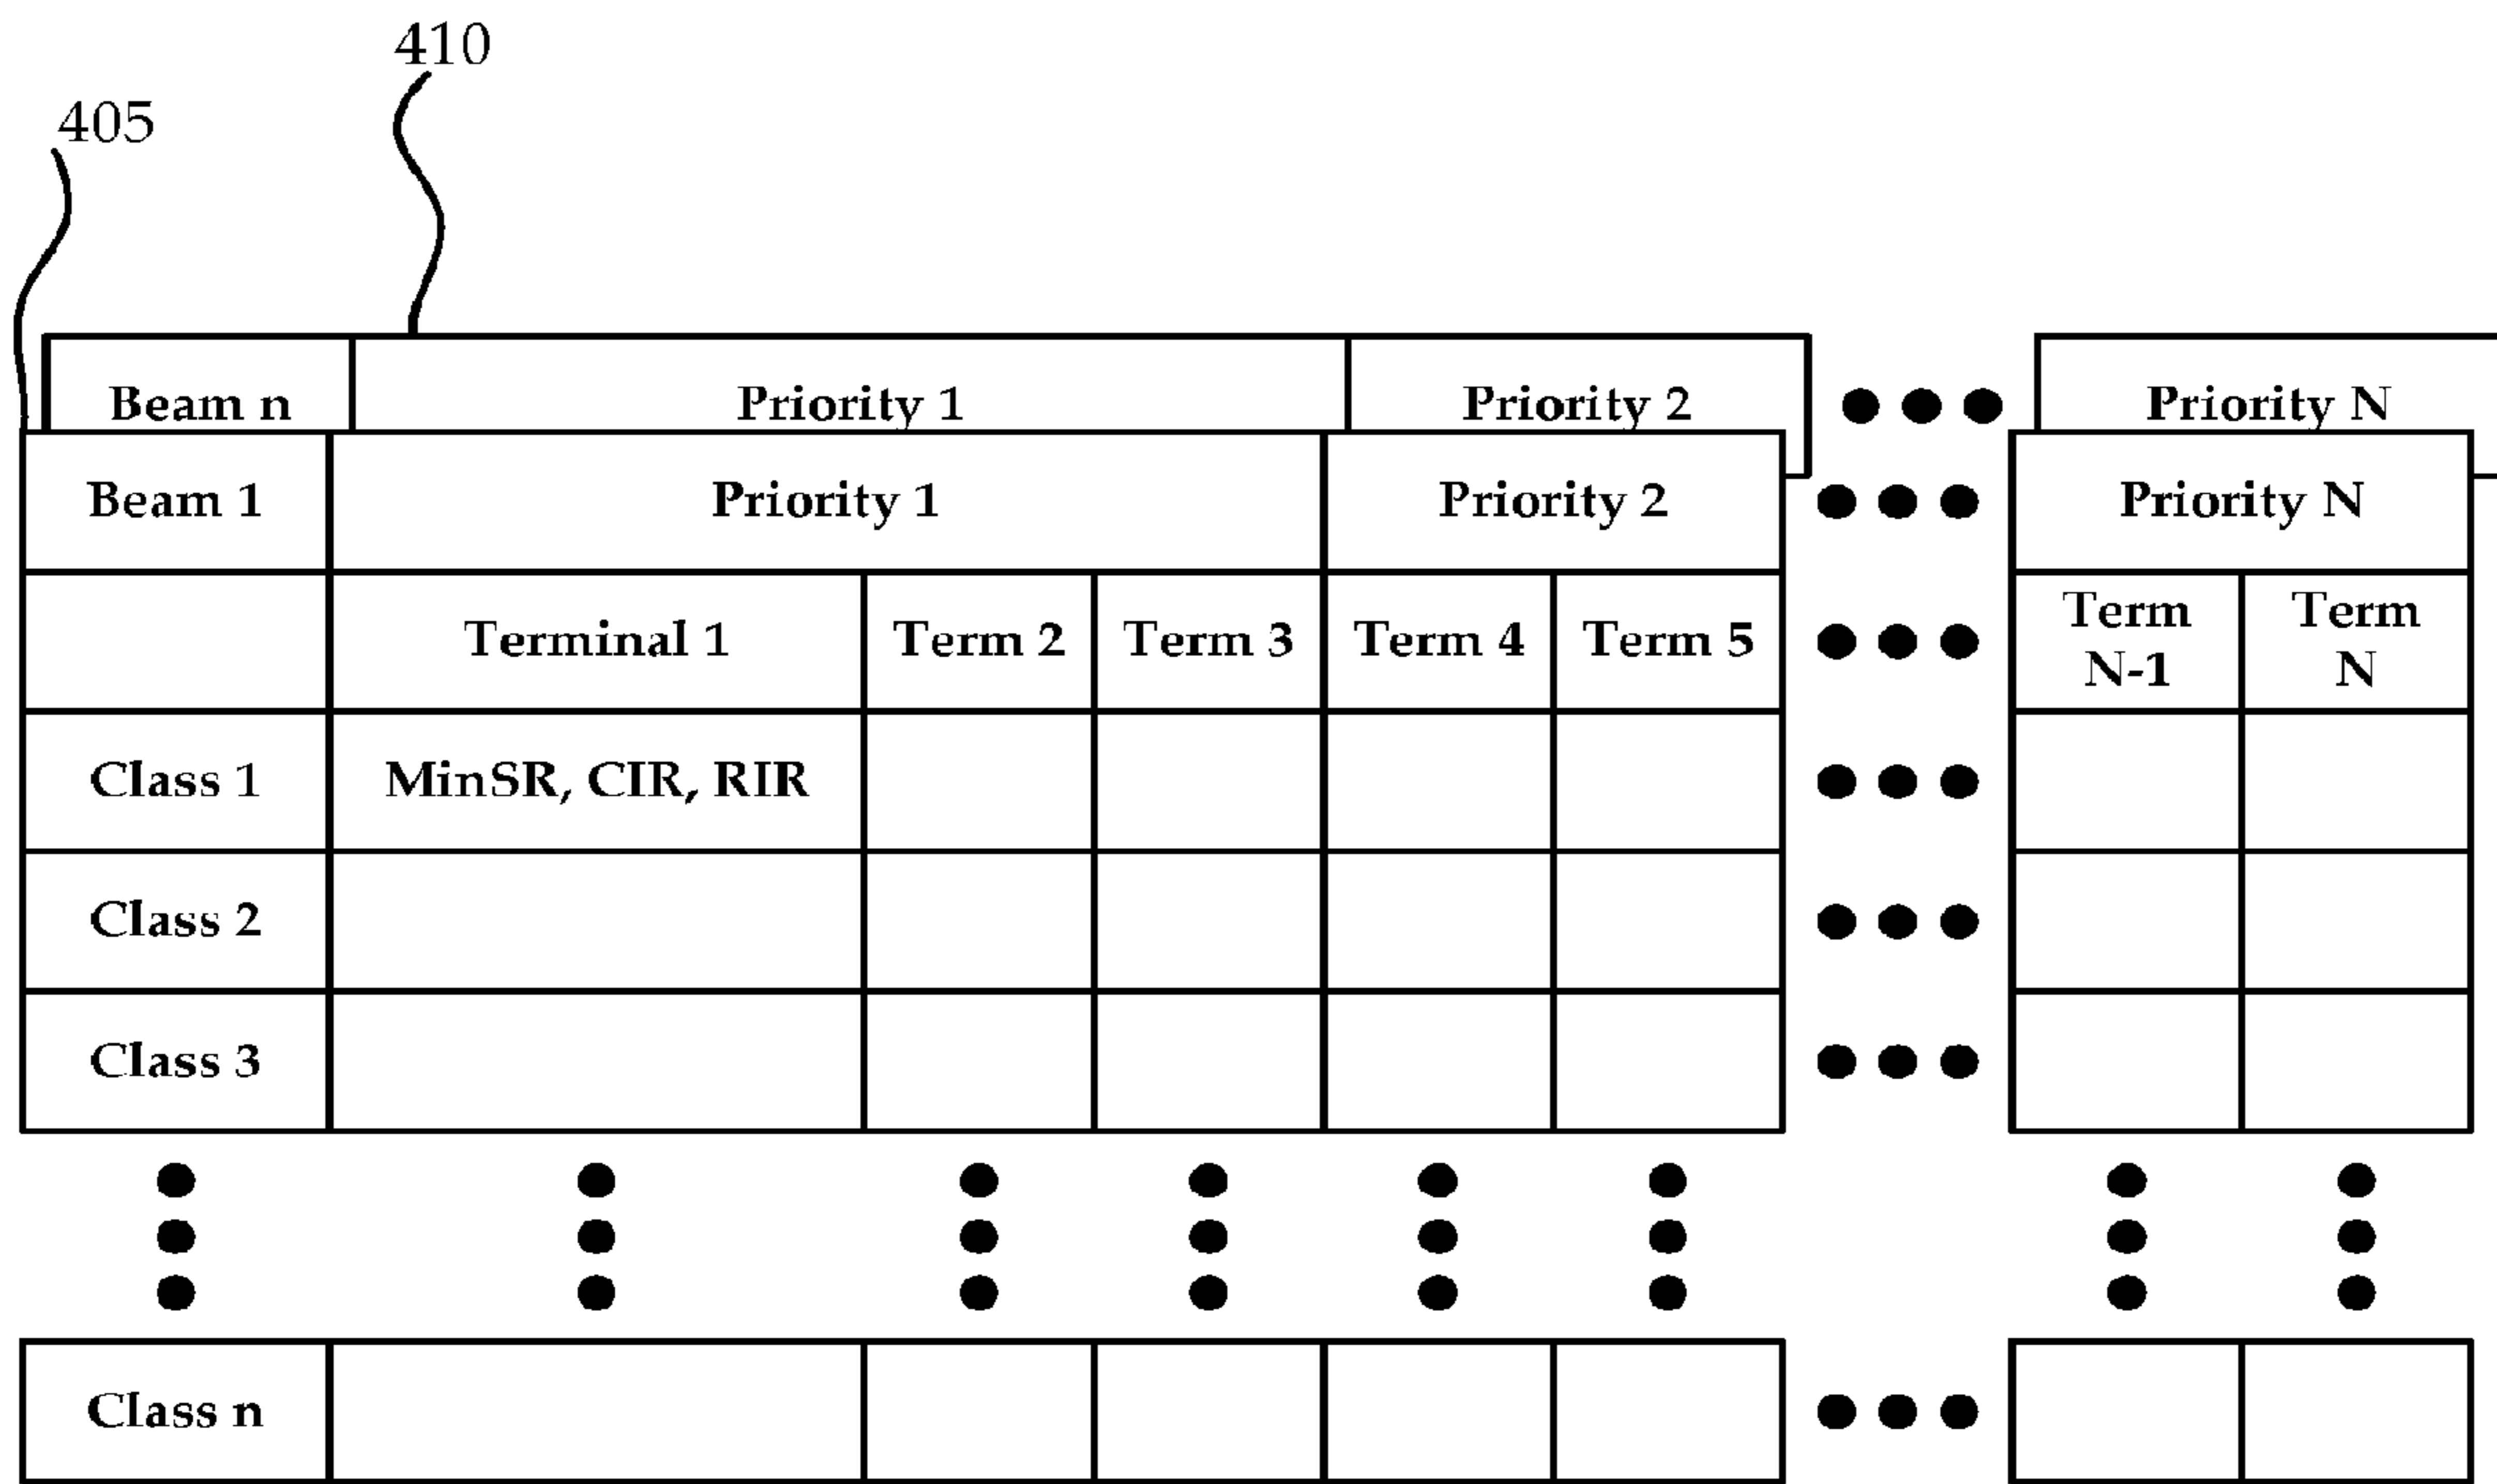 410
405
Beam n Priority 1 Priority 2 Priority N
Beam 1 Priority 1 Priority 2 Priority N
Terminal 1 Term 2 Term 3 Term 4 Term 5 Term N-1 Term N
Class 1 MinSR, CIR, RIR
Class 2
Class 3
Class n